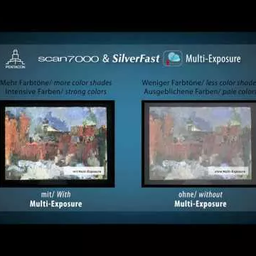 PENTACON
scan7000 & SilverFast Multi-Exposure
Mehr Farbtöne/ more color shades
Intensive Farben/ strong colors
Weniger Farbtöne/ less color shades
Ausgeblichene Farben/ pale colors
mit/ With
Multi-Exposure
ohne/ without
Multi-Exposure